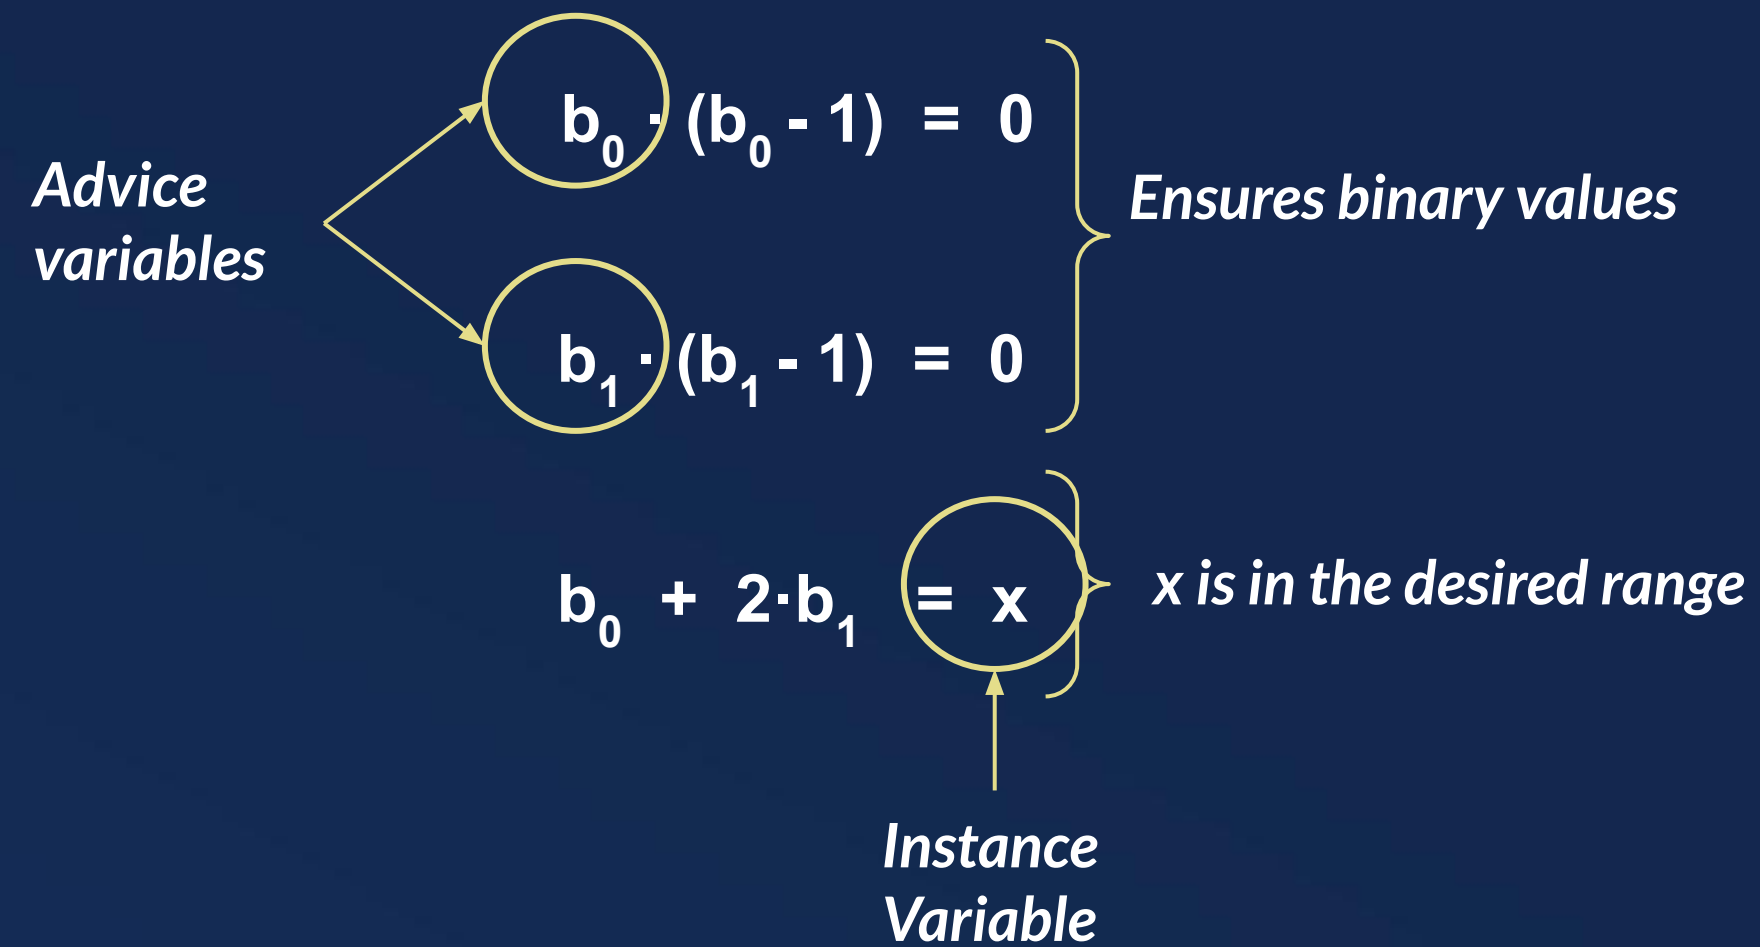 b₀ · (b₀ - 1) = 0
Advice
variables
Ensures binary values
b₁ · (b₁ - 1) = 0
b₀ + 2·b₁ = x
x is in the desired range
Instance
Variable